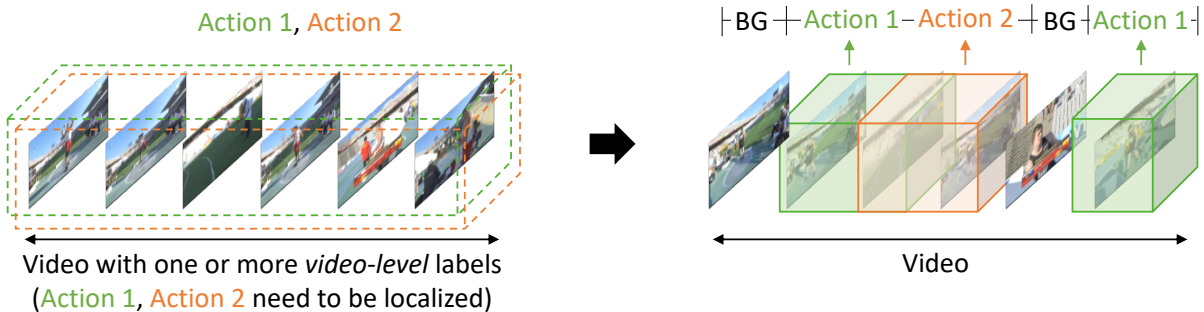 Action 1, Action 2
BG Action 1 Action 2 BG Action 1
Video with one or more video-level labels
(Action 1, Action 2 need to be localized)
Video